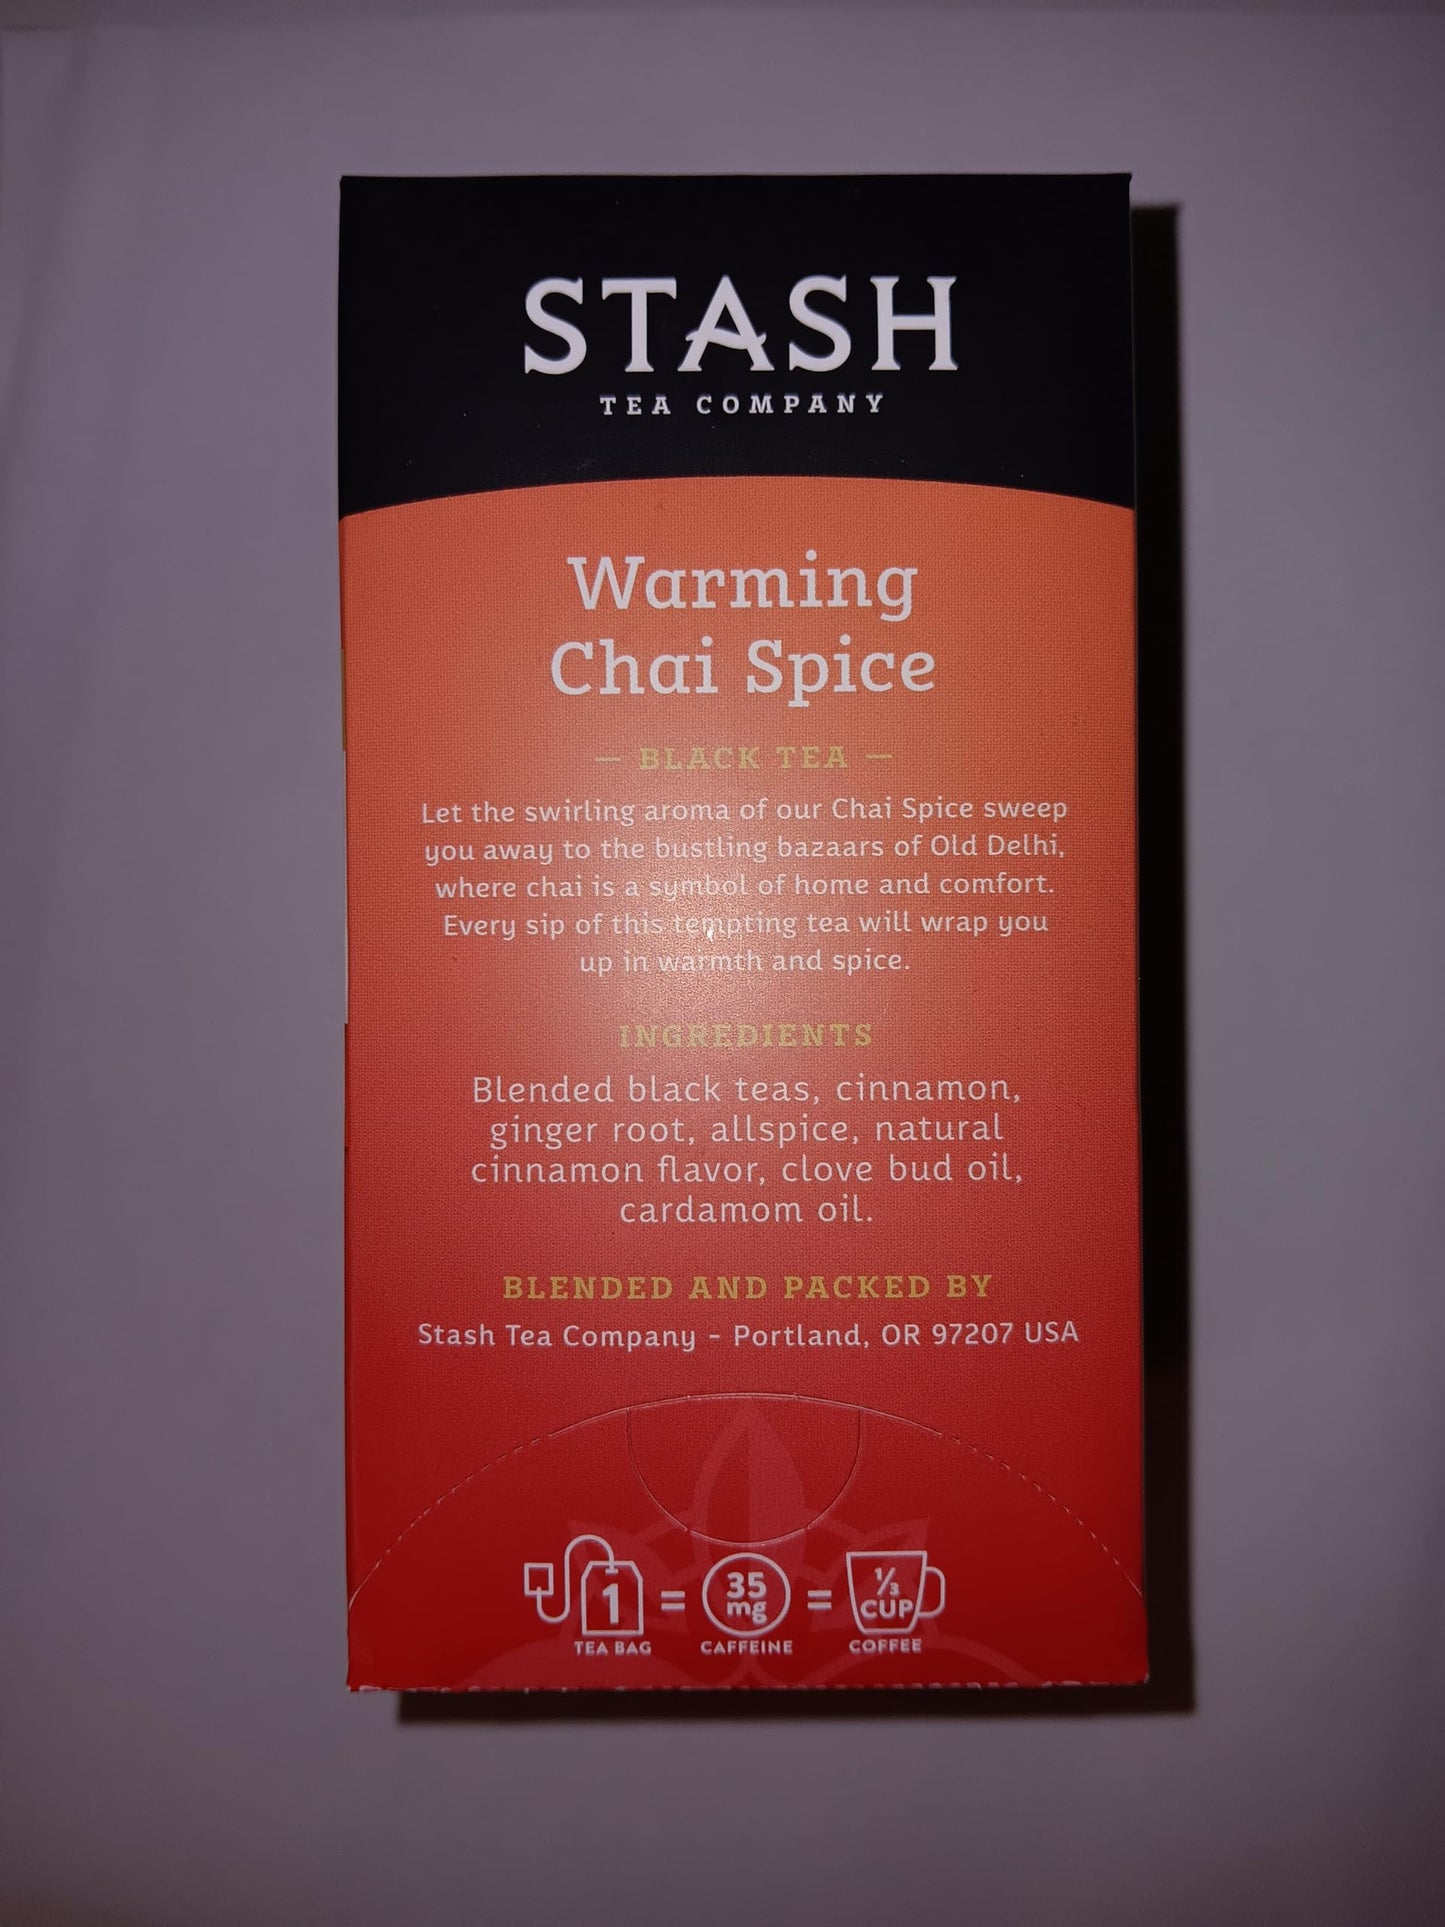 STASH
TEA COMPANY
Warming
Chai Spice
— BLACK TEA —
Let the swirling aroma of our Chai Spice sweep
you away to the bustling bazaars of Old Delhi,
where chai is a symbol of home and comfort.
Every sip of this tempting tea will wrap you
up in warmth and spice.
INGREDIENTS
Blended black teas, cinnamon,
ginger root, allspice, natural
cinnamon flavor, clove bud oil,
cardamom oil.
BLENDED AND PACKED BY
Stash Tea Company - Portland, OR 97207 USA
1 = 35 mg = ⅓ CUP
TEA BAG CAFFEINE COFFEE